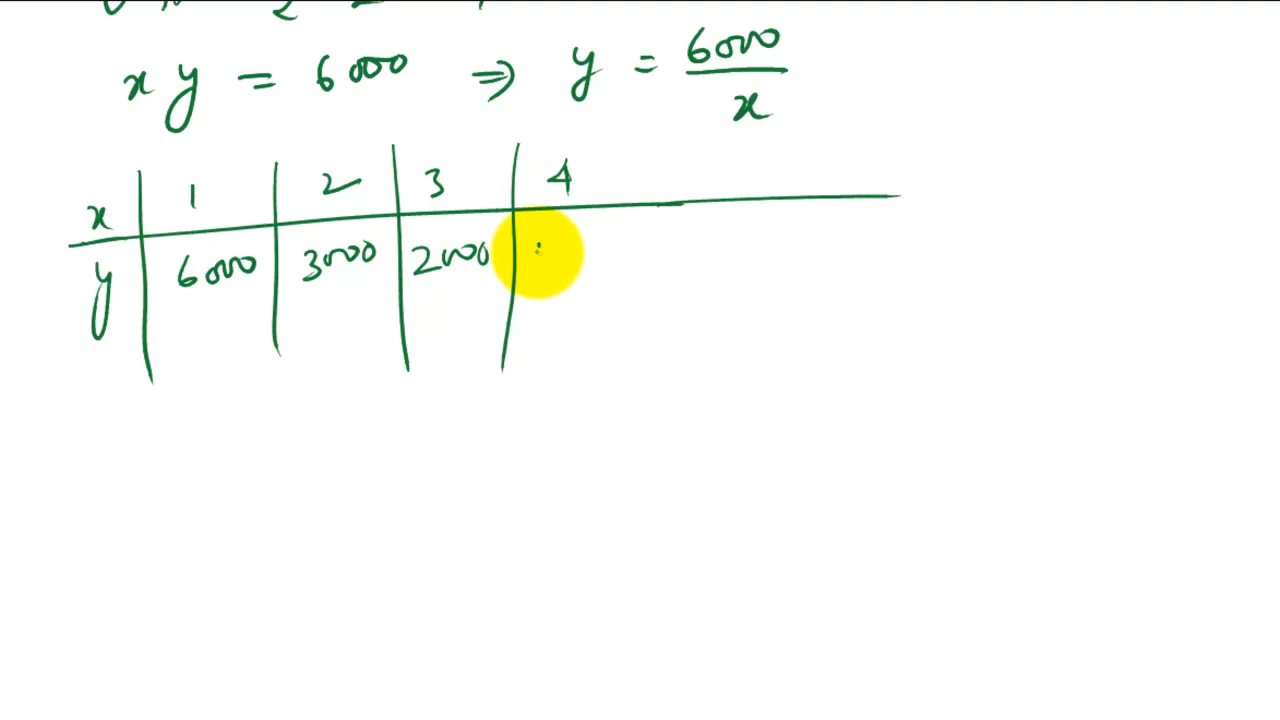 xy = 6000 ⇒ y = 6000/x
x 1 2 3 4
y 6000 3000 2000